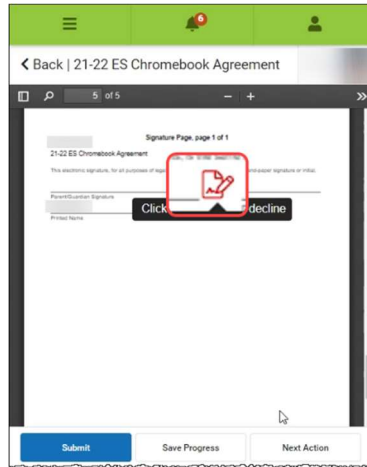 6
Back | 21-22 ES Chromebook Agreement
5 of 5
Signature Page, page 1 of 1
21-22 ES Chromebook Agreement
This electronic signature, for all purposes of and paper signature or initial.
Parent/Guardian Signature
Click decline
Printed Name
Submit Save Progress Next Action